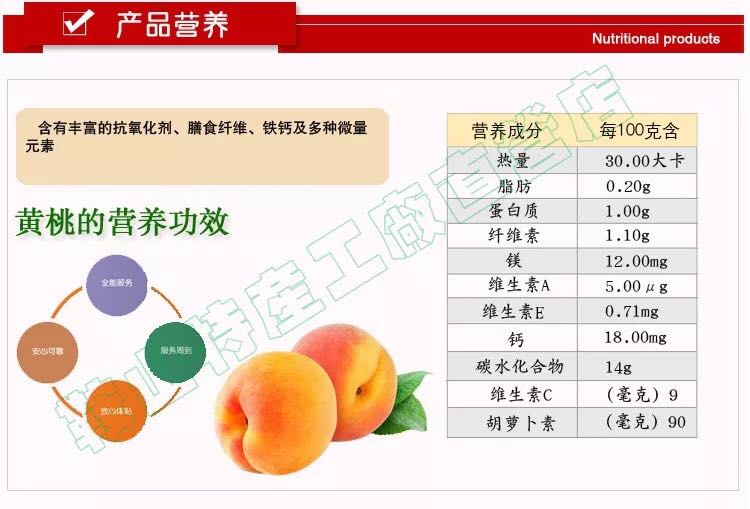 产品营养
Nutritional products
含有丰富的抗氧化剂、膳食纤维、铁钙及多种微量
元素
黄桃的营养功效
全能服务
安心可靠
服务周到
放心体贴
营养成分 每100克含
热量 30.00大卡
脂肪 0.20g
蛋白质 1.00g
纤维素 1.10g
镁 12.00mg
维生素A 5.00μg
维生素E 0.71mg
钙 18.00mg
碳水化合物 14g
维生素C (毫克) 9
胡萝卜素 (毫克) 90
鞍山特產工廠直營店